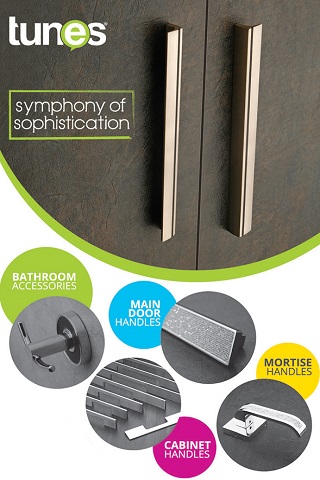 tunes®
symphony of
sophistication
BATHROOM
ACCESSORIES
MAIN
DOOR
HANDLES
MORTISE
HANDLES
CABINET
HANDLES